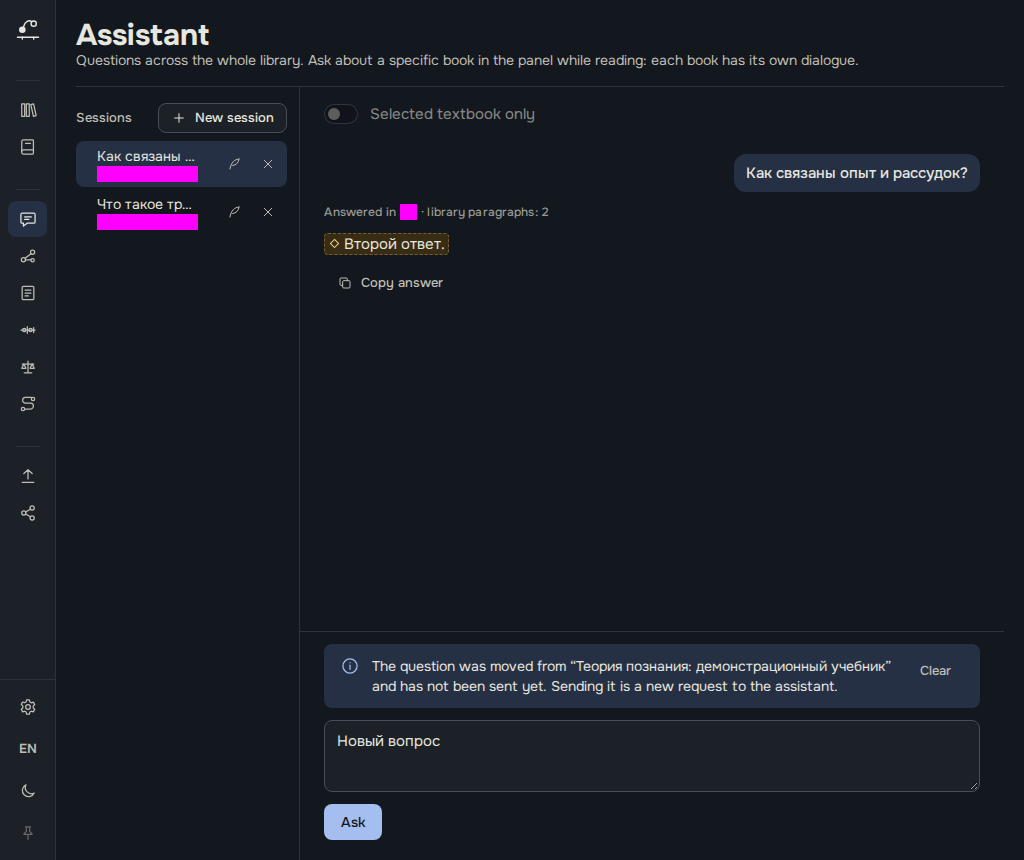 Assistant
Questions across the whole library. Ask about a specific book in the panel while reading: each book has its own dialogue.
Sessions
New session
Как связаны ...
Что такое тр...
Selected textbook only
Как связаны опыт и рассудок?
Answered in · library paragraphs: 2
Второй ответ.
Copy answer
The question was moved from “Теория познания: демонстрационный учебник”
and has not been sent yet. Sending it is a new request to the assistant.
Clear
Новый вопрос
Ask
EN